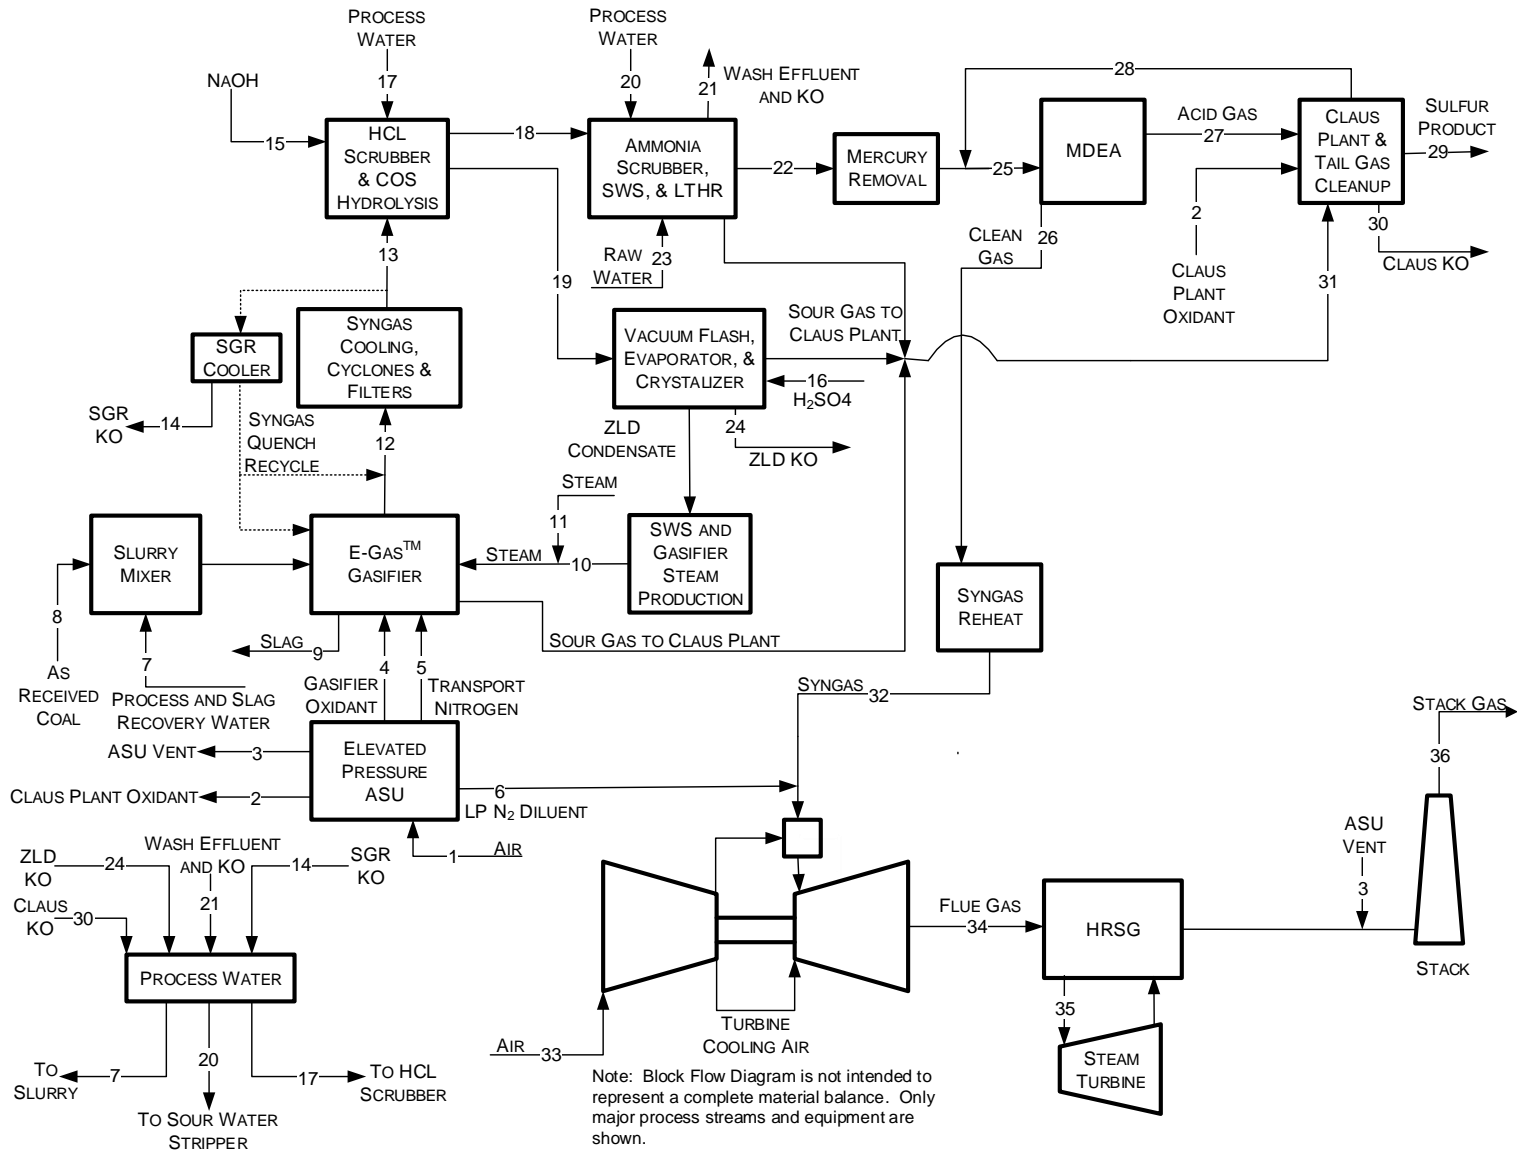 PROCESS
WATER
17
NAOH
15
HCL
SCRUBBER
& COS
HYDROLYSIS
18
PROCESS
WATER
20
21
WASH EFFLUENT
AND KO
AMMONIA
SCRUBBER,
SWS, & LTHR
22
MERCURY
REMOVAL
28
25
MDEA
ACID GAS
27
CLAUS
PLANT &
TAIL GAS
CLEANUP
SULFUR
PRODUCT
29
2
CLAUS
PLANT
OXIDANT
30
CLAUS KO
31
CLEAN
GAS
26
RAW
WATER
23
19
13
SGR
COOLER
SYNGAS
COOLING,
CYCLONES &
FILTERS
SGR
KO
14
SYNGAS
QUENCH
RECYCLE
12
VACUUM FLASH,
EVAPORATOR, &
CRYSTALIZER
SOUR GAS TO
CLAUS PLANT
16
H2SO4
ZLD
CONDENSATE
24
ZLD KO
STEAM
11
STEAM
10
SWS AND
GASIFIER
STEAM
PRODUCTION
SLURRY
MIXER
E-GASTM
GASIFIER
8
AS
RECEIVED
COAL
7
PROCESS AND SLAG
RECOVERY WATER
SLAG
9
4
GASIFIER
OXIDANT
5
TRANSPORT
NITROGEN
SOUR GAS TO CLAUS PLANT
SYNGAS
REHEAT
SYNGAS
32
ASU VENT
3
CLAUS PLANT OXIDANT
2
ELEVATED
PRESSURE
ASU
6
LP N2 DILUENT
1
AIR
ZLD
KO
24
WASH EFFLUENT
AND KO
21
14
SGR
KO
CLAUS
KO
30
PROCESS WATER
TO
SLURRY
7
20
17
TO HCL
SCRUBBER
TO SOUR WATER
STRIPPER
AIR
33
TURBINE
COOLING AIR
FLUE GAS
34
HRSG
35
STEAM
TURBINE
ASU
VENT
3
STACK GAS
36
STACK
Note: Block Flow Diagram is not intended to
represent a complete material balance. Only
major process streams and equipment are
shown.